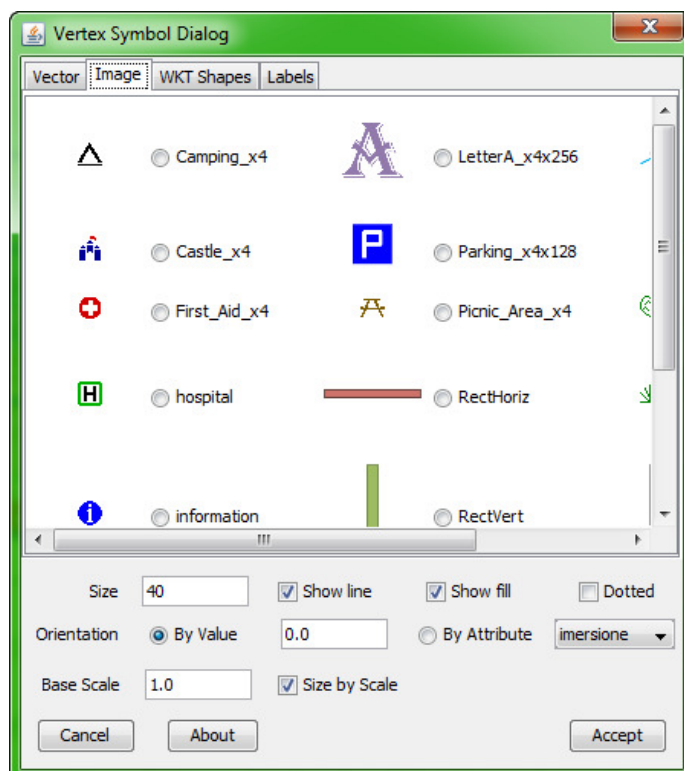 Vertex Symbol Dialog
Vector Image WKT Shapes Labels
Camping_x4 A LetterA_x4x256
Castle_x4 P Parking_x4x128
First_Aid_x4 Picnic_Area_x4
H hospital RectHoriz
i information RectVert
Size 40 Show line Show fill Dotted
Orientation By Value 0.0 By Attribute imersione
Base Scale 1.0 Size by Scale
Cancel About Accept